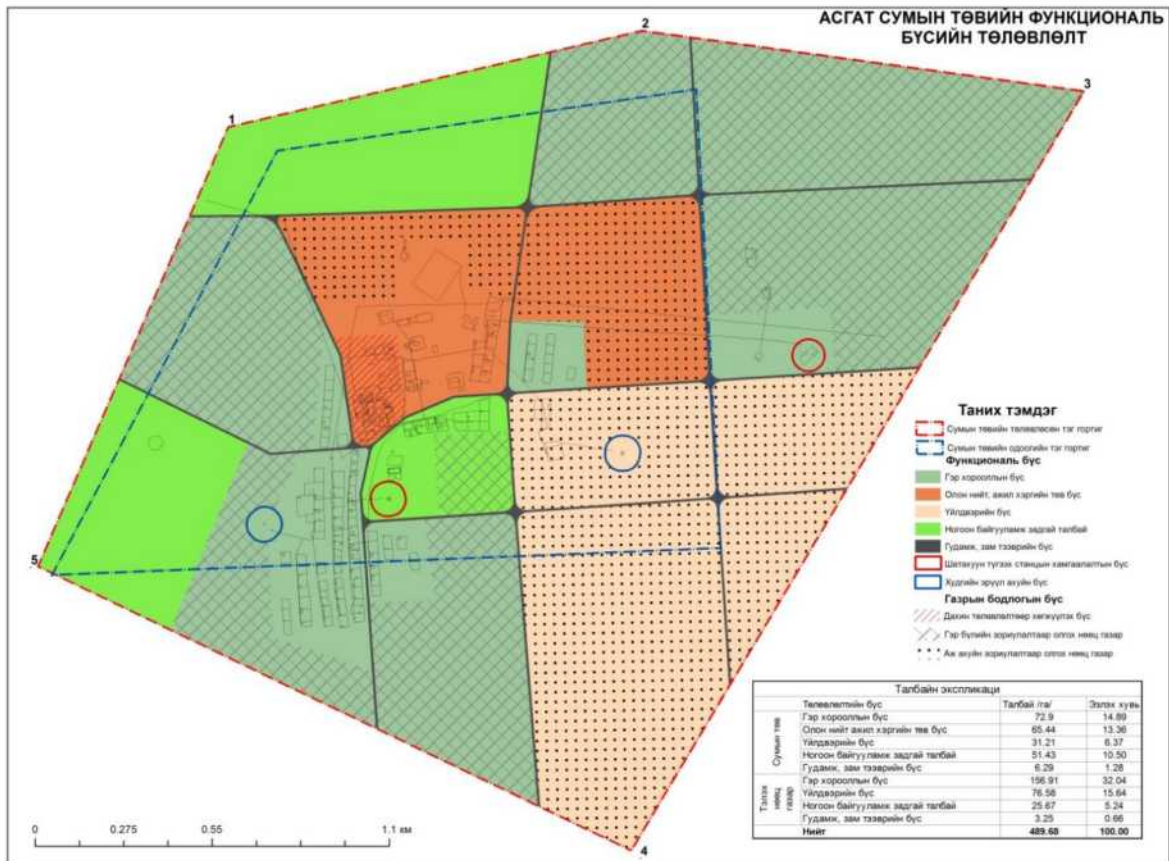 АСГАТ СУМЫН ТӨВИЙН ФУНКЦИОНАЛЬ
БҮСИЙН ТӨЛӨВЛӨЛТ
2
3
1
5
4
Таних тэмдэг
Сумын төвийн төлөвлөсөн тэг гортиг
Сумын төвийн одоогийн тэг гортиг
Функциональ бүс
Гэр хорооллын бүс
Олон нийт, ажил хэргийн төв бүс
Үйлдвэрийн бүс
Ногоон байгууламж задгай талбай
Гудамж, зам тээврийн бүс
Шатахуун түгээх станцын хамгаалалтын бүс
Худгийн эрүүл ахуйн бүс
Газрын бодлогын бүс
Дахин төлөвлөлтөөр хөгжүүлэх бүс
Гэр бүлийн зориулалтаар олгох нөөц газар
Аж ахуйн зориулалтаар олгох нөөц газар
Талбайн экспликаци
Төлөвлөлтийн бүс Талбай /га/ Эзлэх хувь
Сумын төв
Гэр хорооллын бүс 72.9 14.89
Олон нийт ажил хэргийн төв бүс 65.44 13.36
Үйлдвэрийн бүс 31.21 6.37
Ногоон байгууламж задгай талбай 51.43 10.50
Гудамж, зам тээврийн бүс 6.29 1.28
Тэлэх нөөц газар
Гэр хорооллын бүс 156.91 32.04
Үйлдвэрийн бүс 76.58 15.64
Ногоон байгууламж задгай талбай 25.67 5.24
Гудамж, зам тээврийн бүс 3.25 0.66
Нийт 489.68 100.00
0 0.275 0.55 1.1 км